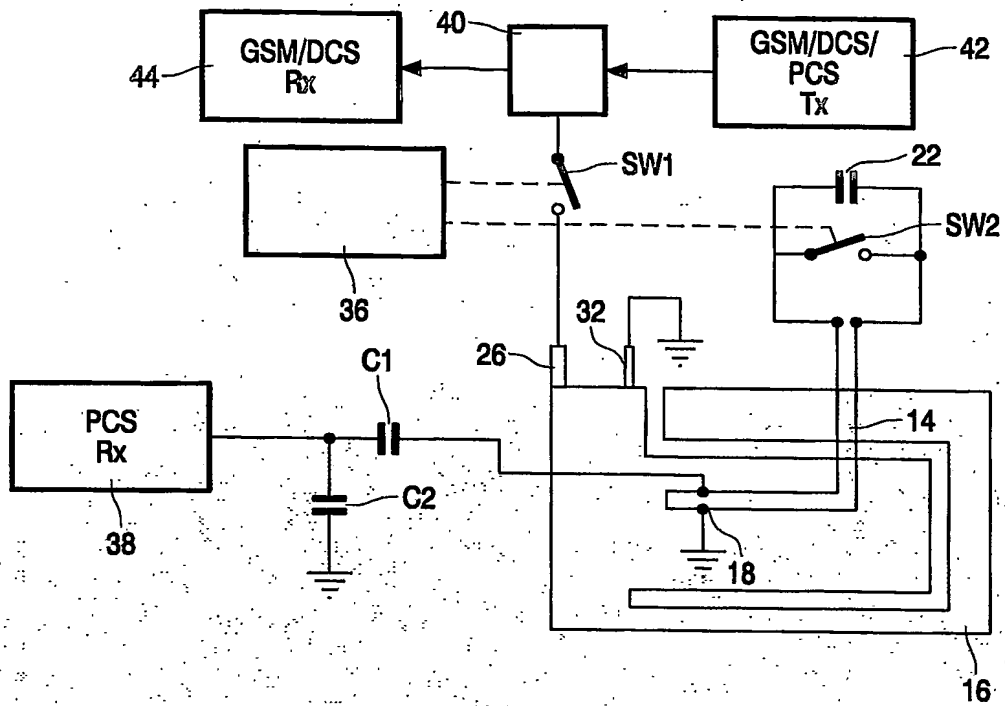 40
GSM/DCS
Rx
44
GSM/DCS/
PCS
Tx
42
SW1
22
SW2
36
32
26
C1
14
PCS
Rx
C2
38
18
16